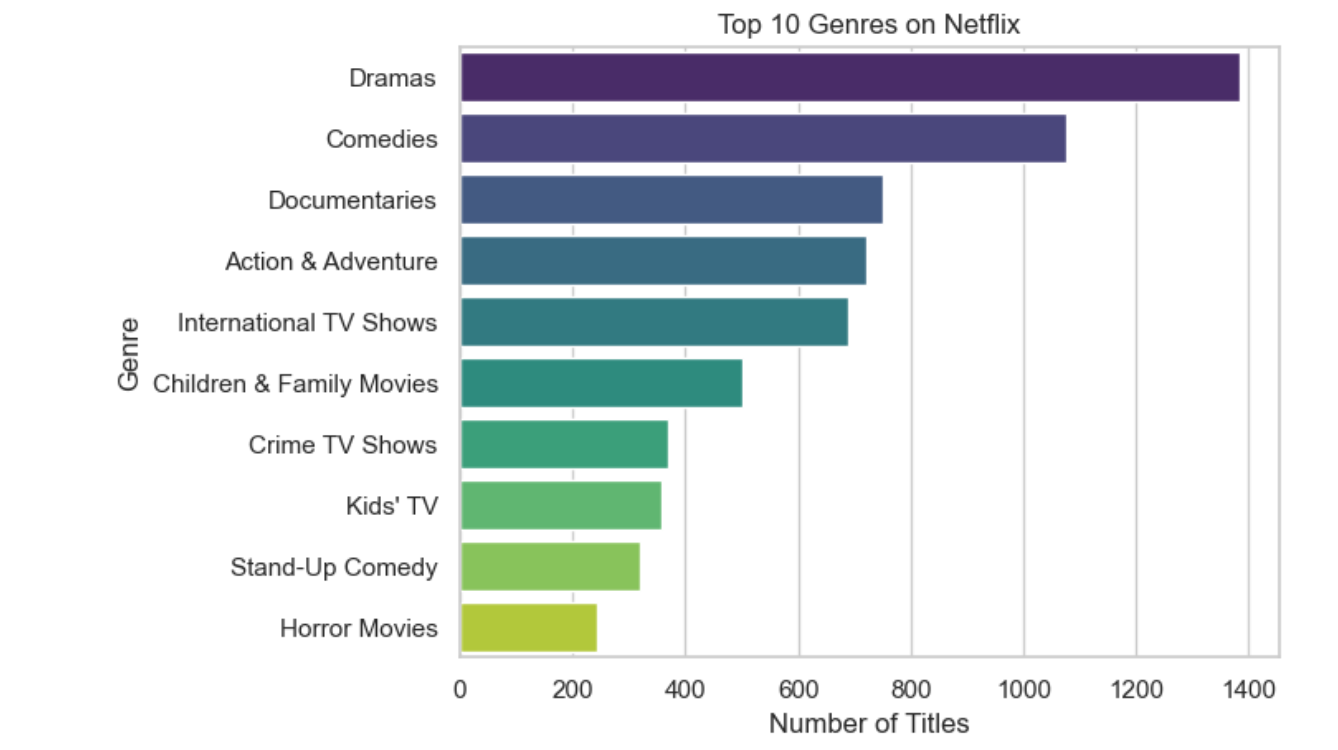 Top 10 Genres on Netflix
Genre
Dramas
Comedies
Documentaries
Action & Adventure
International TV Shows
Children & Family Movies
Crime TV Shows
Kids' TV
Stand-Up Comedy
Horror Movies
0 200 400 600 800 1000 1200 1400
Number of Titles